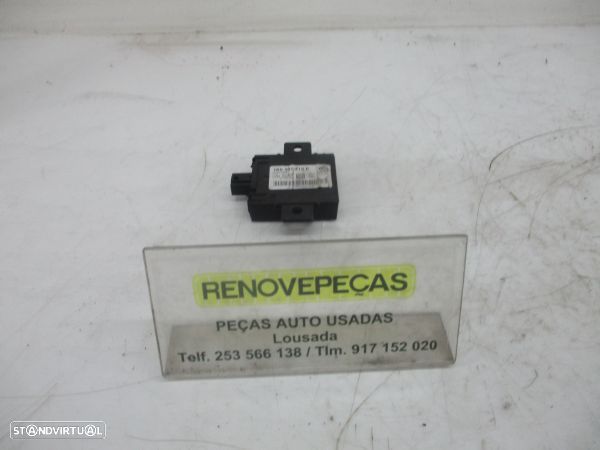 RENOVEPEÇAS
PEÇAS AUTO USADAS
Lousada
Telf. 253 566 138 / Tlm. 917 152 020
STANDVIRTUAL